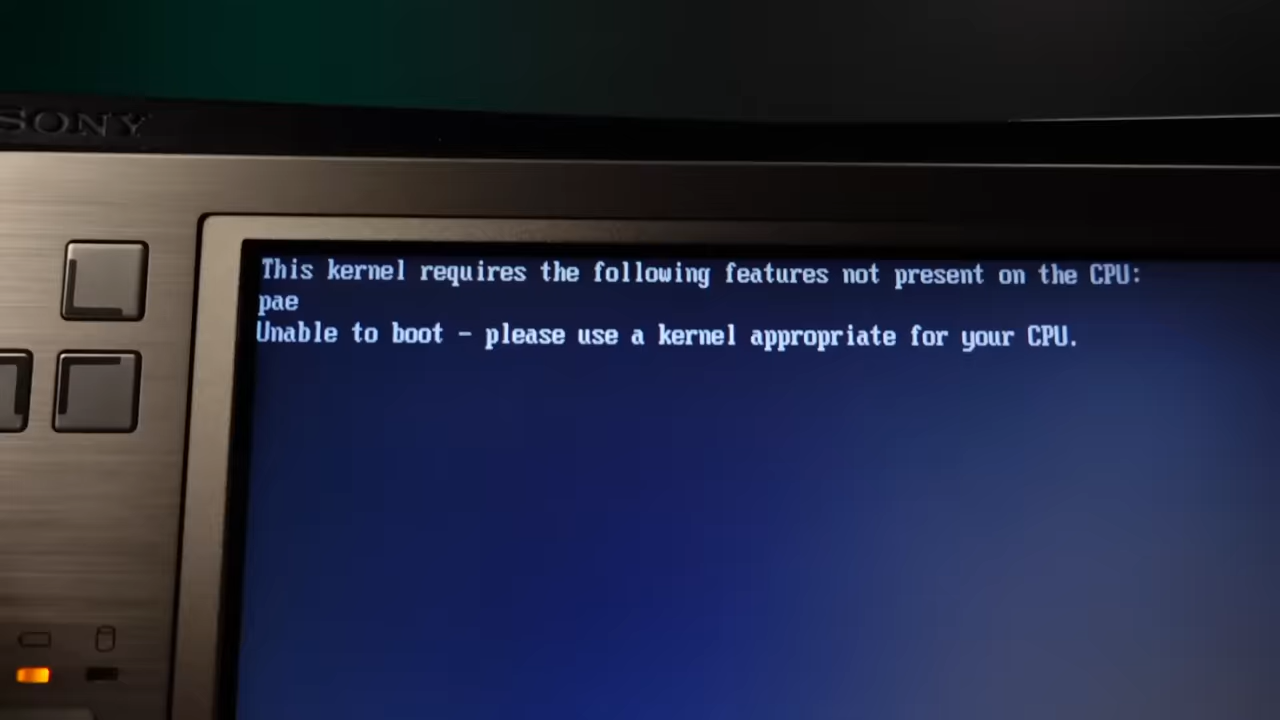 SONY
This kernel requires the following features not present on the CPU:
pae
Unable to boot - please use a kernel appropriate for your CPU.